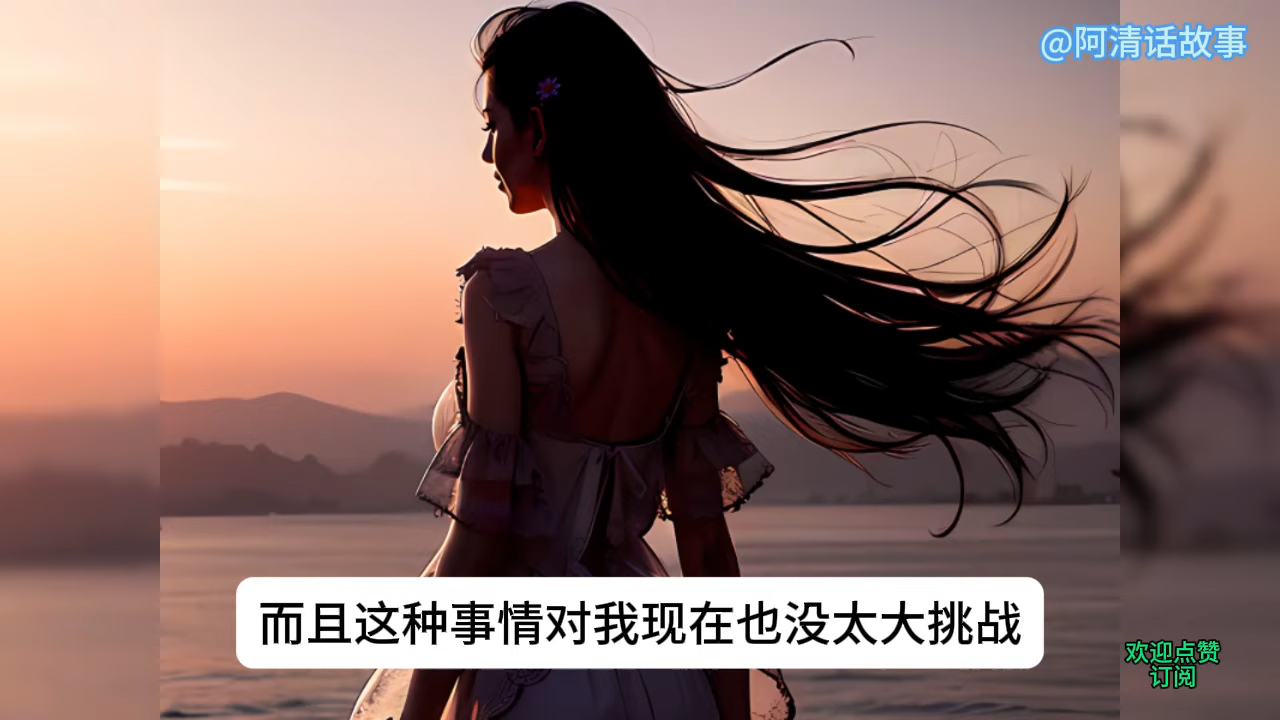 @阿清话故事
而且这种事情对我现在也没太大挑战
欢迎点赞
订阅